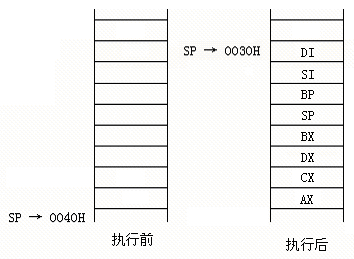 SP → 0030H
DI
SI
BP
SP
BX
DX
CX
AX
SP → 0040H
执行前
执行后